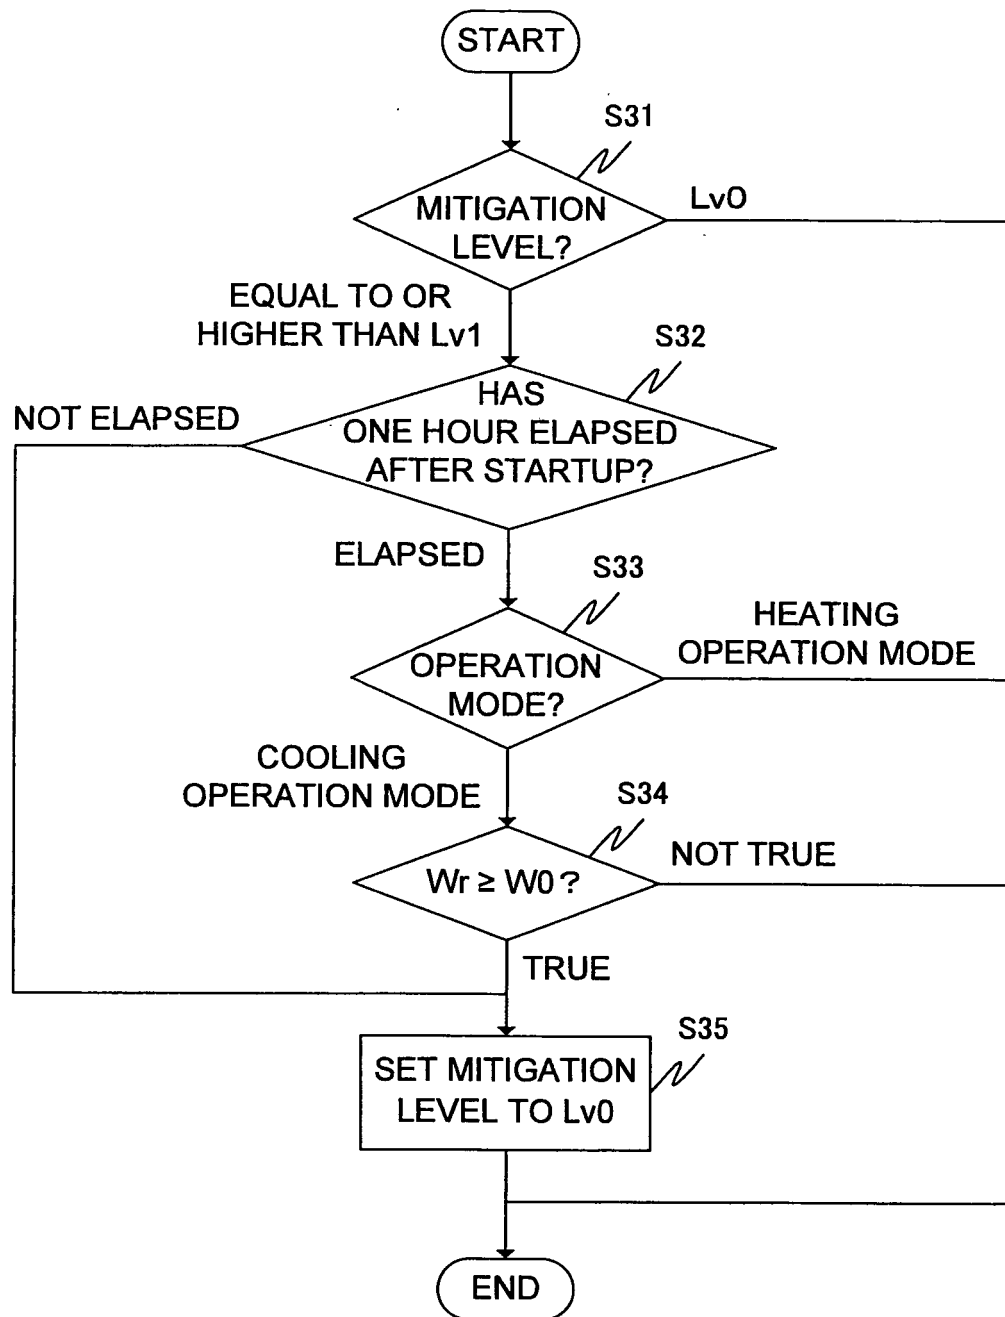 START
S31
MITIGATION
LEVEL?
Lv0
EQUAL TO OR
HIGHER THAN Lv1
S32
HAS
ONE HOUR ELAPSED
AFTER STARTUP?
NOT ELAPSED
ELAPSED
S33
OPERATION
MODE?
HEATING
OPERATION MODE
COOLING
OPERATION MODE
S34
Wr ≥ W0 ?
NOT TRUE
TRUE
S35
SET MITIGATION
LEVEL TO Lv0
END